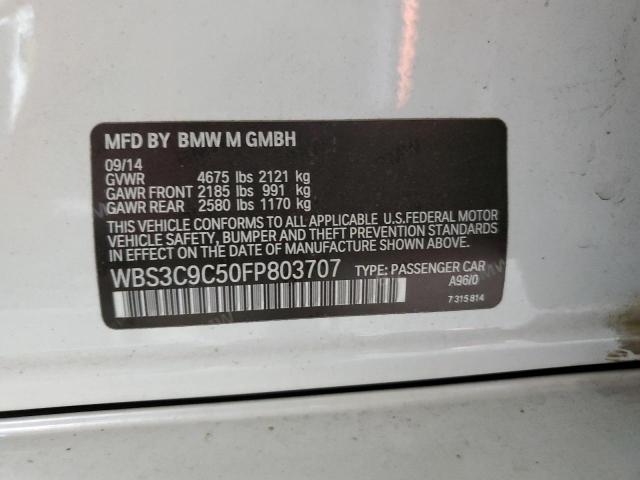 MFD BY BMW M GMBH
09/14
GVWR 4675 lbs 2121 kg
GAWR FRONT 2185 lbs 991 kg
GAWR REAR 2580 lbs 1170 kg
THIS VEHICLE CONFORMS TO ALL APPLICABLE U.S.FEDERAL MOTOR
VEHICLE SAFETY, BUMPER AND THEFT PREVENTION STANDARDS
IN EFFECT ON THE DATE OF MANUFACTURE SHOWN ABOVE.
WBS3C9C50FP803707 TYPE: PASSENGER CAR
A96/0
7 315 814